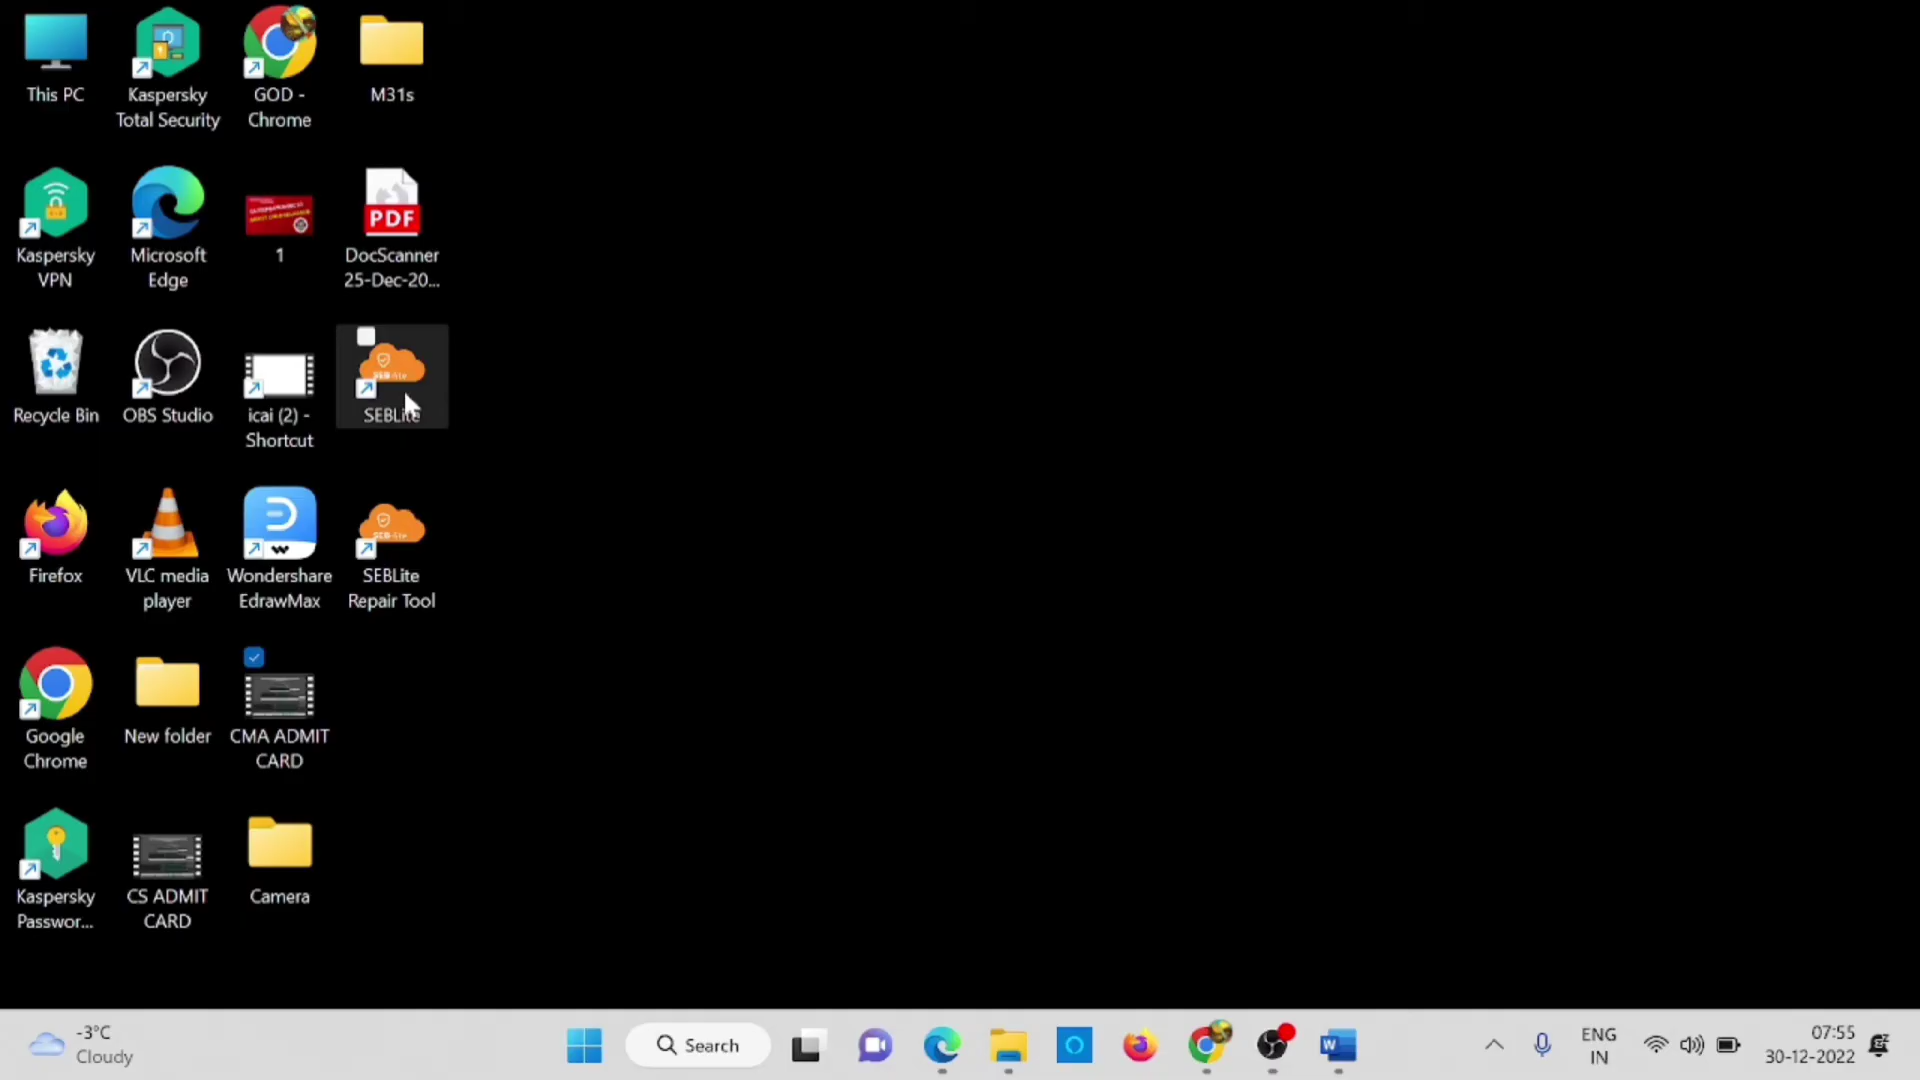 This PC
Kaspersky
Total Security
GOD -
Chrome
M31s
Kaspersky
VPN
Microsoft
Edge
1
PDF
DocScanner
25-Dec-20...
Recycle Bin
OBS Studio
icai (2) -
Shortcut
SEBLite
Firefox
VLC media
player
Wondershare
EdrawMax
SEBLite
Repair Tool
Google
Chrome
New folder
CMA ADMIT
CARD
Kaspersky
Passwor...
CS ADMIT
CARD
Camera
-3°C
Cloudy
Search
W
ENG
IN
07:55
30-12-2022